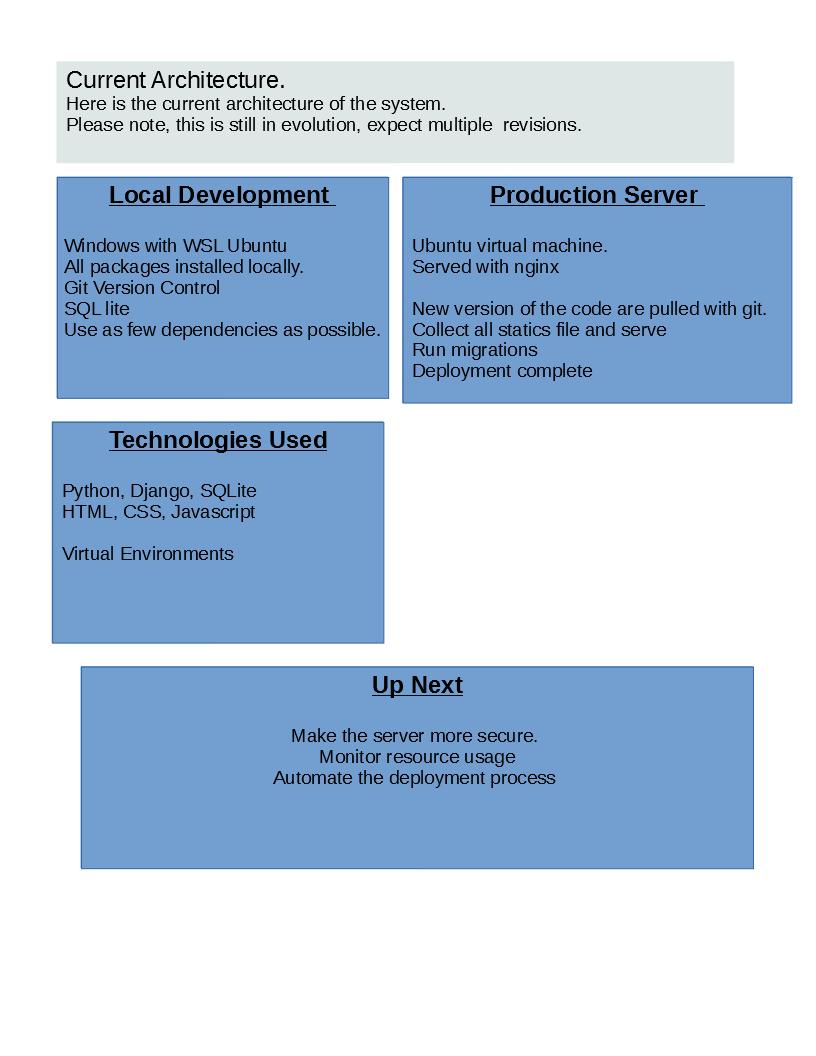 Current Architecture.
Here is the current architecture of the system.
Please note, this is still in evolution, expect multiple  revisions.
Local Development
Windows with WSL Ubuntu
All packages installed locally.
Git Version Control
SQL lite
Use as few dependencies as possible.
Production Server
Ubuntu virtual machine.
Served with nginx
New version of the code are pulled with git.
Collect all statics file and serve
Run migrations
Deployment complete
Technologies Used
Python, Django, SQLite
HTML, CSS, Javascript
Virtual Environments
Up Next
Make the server more secure.
Monitor resource usage
Automate the deployment process